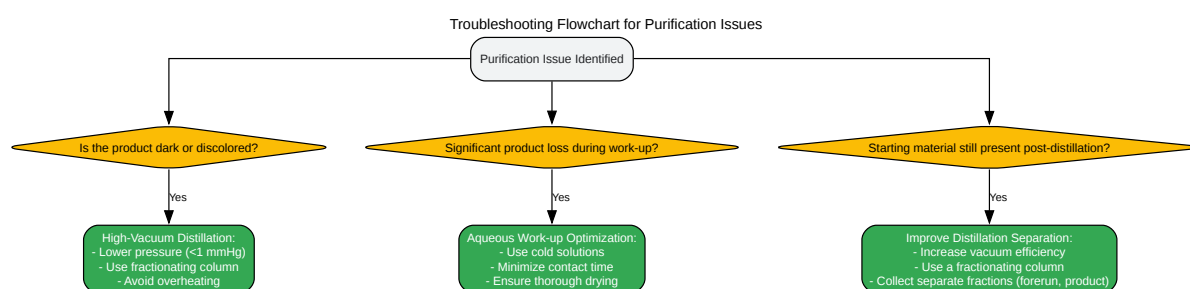 Troubleshooting Flowchart for Purification Issues
Purification Issue Identified
Is the product dark or discolored?
Significant product loss during work-up?
Starting material still present post-distillation?
Yes
Yes
Yes
High-Vacuum Distillation:
- Lower pressure (<1 mmHg)
- Use fractionating column
- Avoid overheating
Aqueous Work-up Optimization:
- Use cold solutions
- Minimize contact time
- Ensure thorough drying
Improve Distillation Separation:
- Increase vacuum efficiency
- Use a fractionating column
- Collect separate fractions (forerun, product)